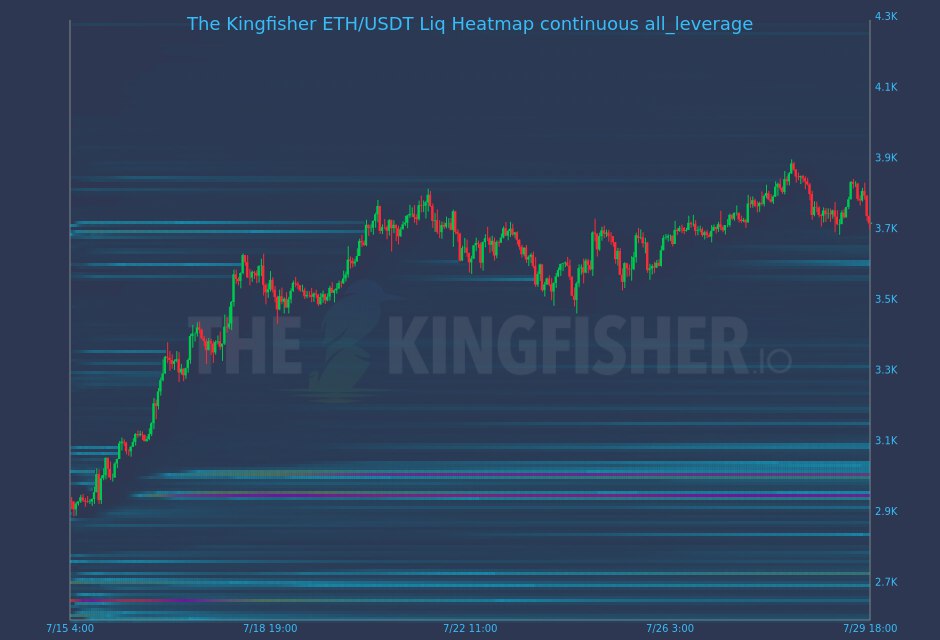 The Kingfisher ETH/USDT Liq Heatmap continuous all_leverage
4.3K
4.1K
3.9K
3.7K
3.5K
THE KINGFISHER.IO
3.3K
3.1K
2.9K
2.7K
7/15 4:00
7/18 19:00
7/22 11:00
7/26 3:00
7/29 18:00